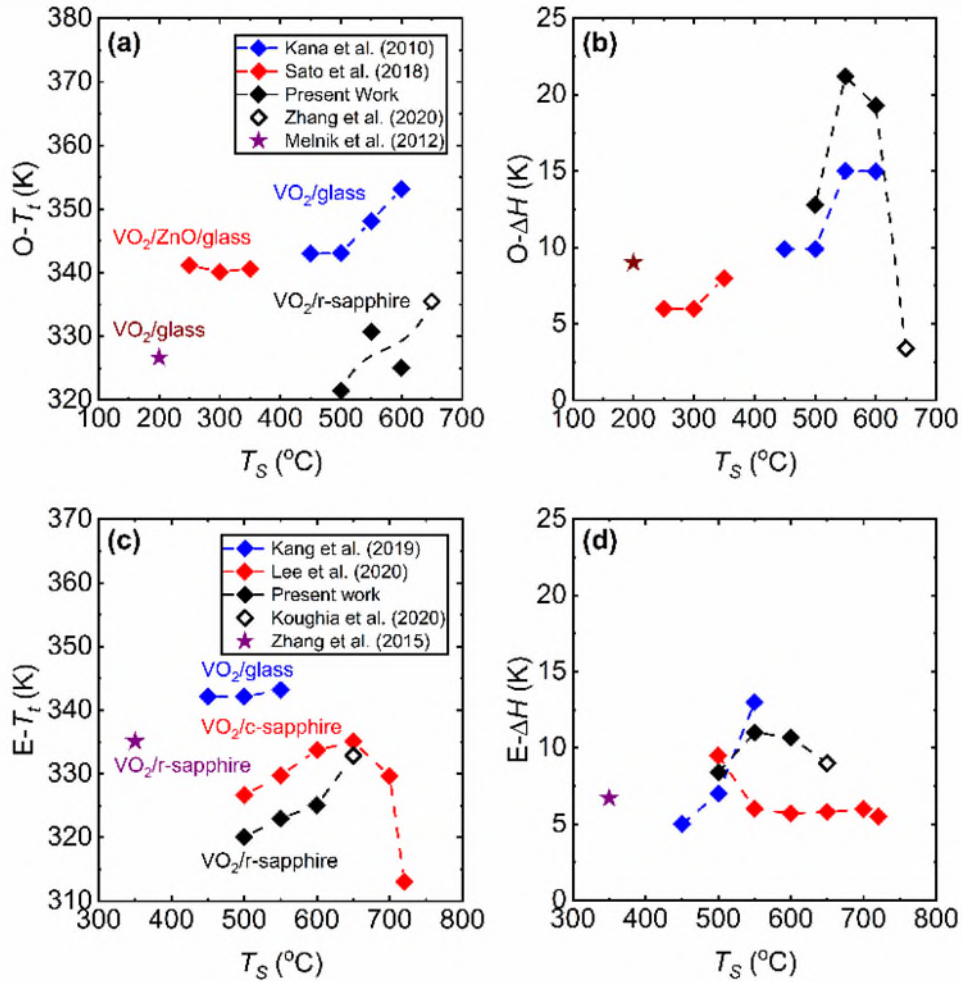 (a)
380
370
360
350
340
330
320
O-Tt (K)
Kana et al. (2010)
Sato et al. (2018)
Present Work
Zhang et al. (2020)
Melnik et al. (2012)
VO2/glass
VO2/ZnO/glass
VO2/r-sapphire
VO2/glass
100 200 300 400 500 600 700
TS (oC)
(b)
25
20
15
10
5
0
O-ΔH (K)
100 200 300 400 500 600 700
TS (oC)
(c)
370
360
350
340
330
320
310
E-Tt (K)
Kang et al. (2019)
Lee et al. (2020)
Present work
Koughia et al. (2020)
Zhang et al. (2015)
VO2/glass
VO2/c-sapphire
VO2/r-sapphire
VO2/r-sapphire
300 400 500 600 700 800
TS (oC)
(d)
25
20
15
10
5
0
E-ΔH (K)
300 400 500 600 700 800
TS (oC)